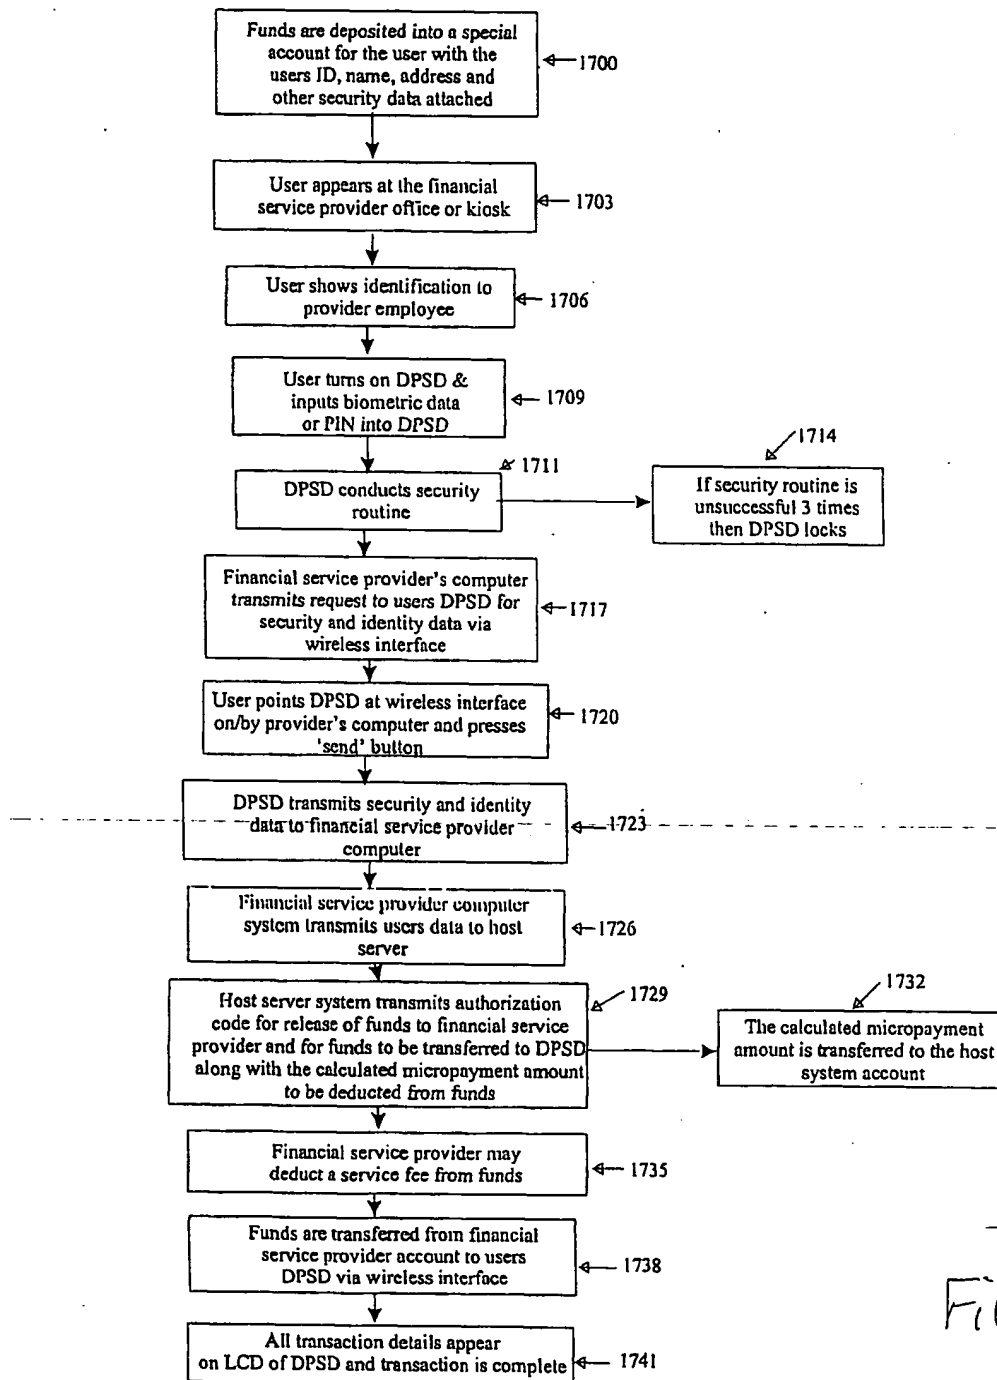 Funds are deposited into a special
account for the user with the
users ID, name, address and
other security data attached
1700
User appears at the financial
service provider office or kiosk
1703
User shows identification to
provider employee
1706
User turns on DPSD &
inputs biometric data
or PIN into DPSD
1709
1711
DPSD conducts security
routine
1714
If security routine is
unsuccessful 3 times
then DPSD locks
Financial service provider's computer
transmits request to users DPSD for
security and identity data via
wireless interface
1717
User points DPSD at wireless interface
on/by provider's computer and presses
'send' button
1720
DPSD transmits security and identity
data to financial service provider
computer
1723
Financial service provider computer
system transmits users data to host
server
1726
Host server system transmits authorization
code for release of funds to financial service
provider and for funds to be transferred to DPSD
along with the calculated micropayment amount
to be deducted from funds
1729
1732
The calculated micropayment
amount is transferred to the host
system account
Financial service provider may
deduct a service fee from funds
1735
Funds are transferred from financial
service provider account to users
DPSD via wireless interface
1738
All transaction details appear
on LCD of DPSD and transaction is complete
1741